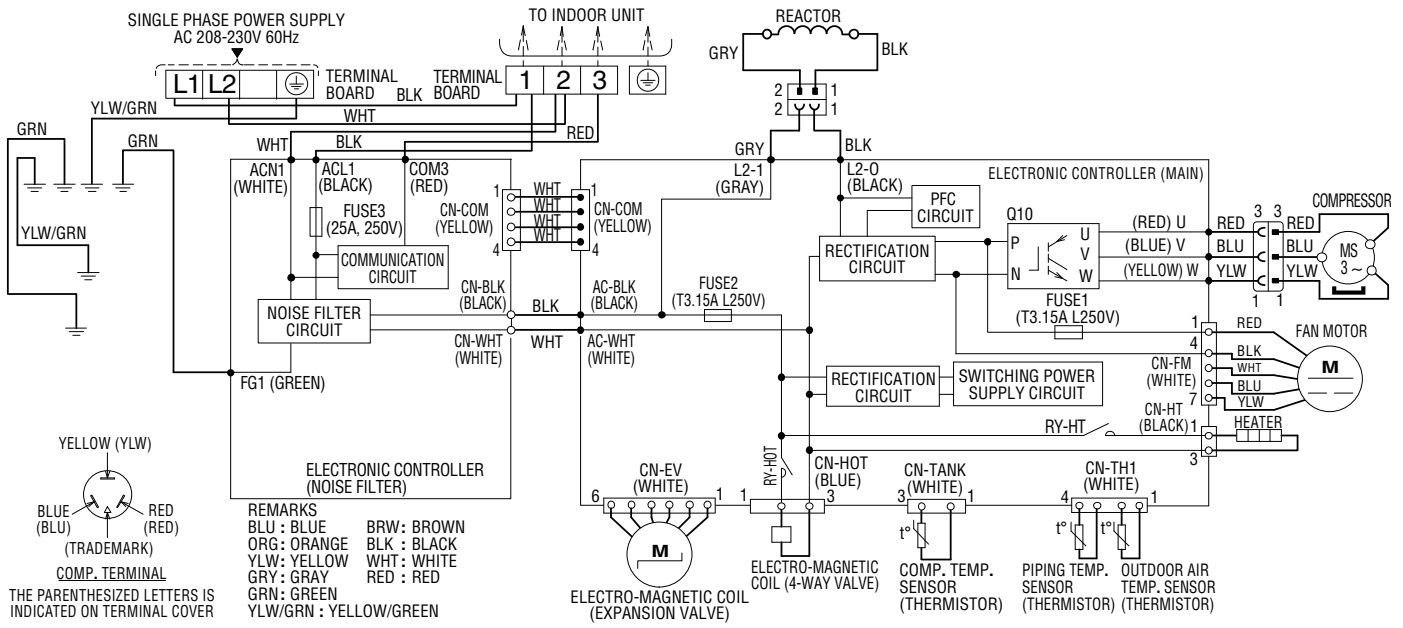 SINGLE PHASE POWER SUPPLY
AC 208-230V 60Hz
L1 L2
TERMINAL
BOARD
TO INDOOR UNIT
TERMINAL
BOARD
1 2 3
BLK
WHT
RED
YLW/GRN
GRN
GRN
YLW/GRN
REACTOR
GRY
BLK
2 1
2 1
GRY
BLK
WHT
BLK
ACN1
(WHITE)
ACL1
(BLACK)
COM3
(RED)
FUSE3
(25A, 250V)
COMMUNICATION
CIRCUIT
NOISE FILTER
CIRCUIT
FG1 (GREEN)
ELECTRONIC CONTROLLER
(NOISE FILTER)
1
CN-COM
(YELLOW)
4
WHT
WHT
WHT
WHT
1
CN-COM
(YELLOW)
4
CN-BLK
(BLACK)
BLK
AC-BLK
(BLACK)
CN-WHT
(WHITE)
WHT
AC-WHT
(WHITE)
L2-1
(GRAY)
L2-O
(BLACK)
ELECTRONIC CONTROLLER (MAIN)
PFC
CIRCUIT
RECTIFICATION
CIRCUIT
Q10
P
N
U
V
W
(RED) U
(BLUE) V
(YELLOW) W
RED
BLU
YLW
3 3
1 1
RED
BLU
YLW
COMPRESSOR
MS
3 ~
FUSE2
(T3.15A L250V)
FUSE1
(T3.15A L250V)
1
4
CN-FM
(WHITE)
7
RED
BLK
WHT
BLU
YLW
FAN MOTOR
M
RECTIFICATION
CIRCUIT
SWITCHING POWER
SUPPLY CIRCUIT
RY-HT
CN-HT
(BLACK)
1
3
HEATER
RY-HOT
CN-EV
(WHITE)
6 1
M
ELECTRO-MAGNETIC COIL
(EXPANSION VALVE)
CN-HOT
(BLUE)
1 3
ELECTRO-MAGNETIC
COIL (4-WAY VALVE)
CN-TANK
(WHITE)
3 1
t°
COMP. TEMP.
SENSOR
(THERMISTOR)
CN-TH1
(WHITE)
4 1
t° t°
PIPING TEMP.
SENSOR
(THERMISTOR)
OUTDOOR AIR
TEMP. SENSOR
(THERMISTOR)
YELLOW (YLW)
BLUE
(BLU)
RED
(RED)
(TRADEMARK)
COMP. TERMINAL
THE PARENTHESIZED LETTERS IS
INDICATED ON TERMINAL COVER
REMARKS
BLU : BLUE BRW: BROWN
ORG: ORANGE BLK : BLACK
YLW: YELLOW WHT: WHITE
GRY: GRAY RED : RED
GRN: GREEN
YLW/GRN : YELLOW/GREEN